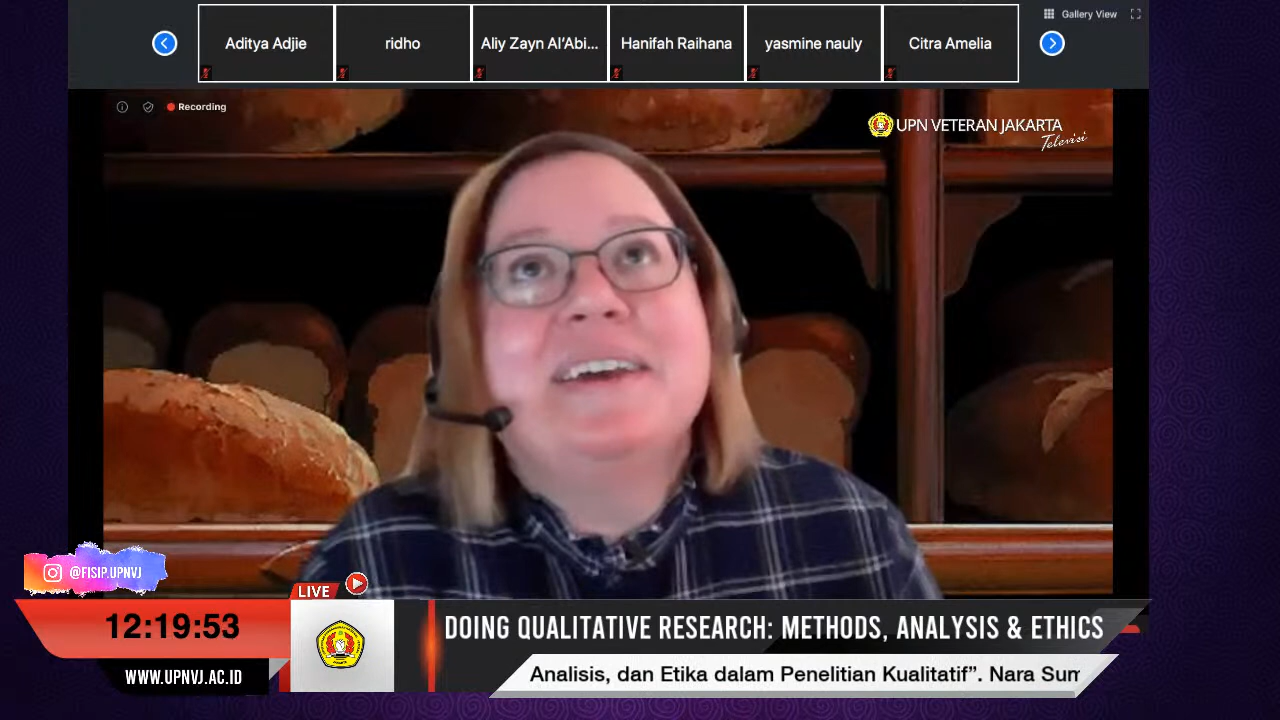 Gallery View
Aditya Adjie
ridho
Aliy Zayn Al'Abi...
Hanifah Raihana
yasmine nauly
Citra Amelia
Recording
UPN VETERAN JAKARTA
Televisi
@FISIP.UPNVJ
LIVE
12:19:53
DOING QUALITATIVE RESEARCH: METHODS, ANALYSIS & ETHICS
WWW.UPNVJ.AC.ID
Analisis, dan Etika dalam Penelitian Kualitatif”. Nara Sum